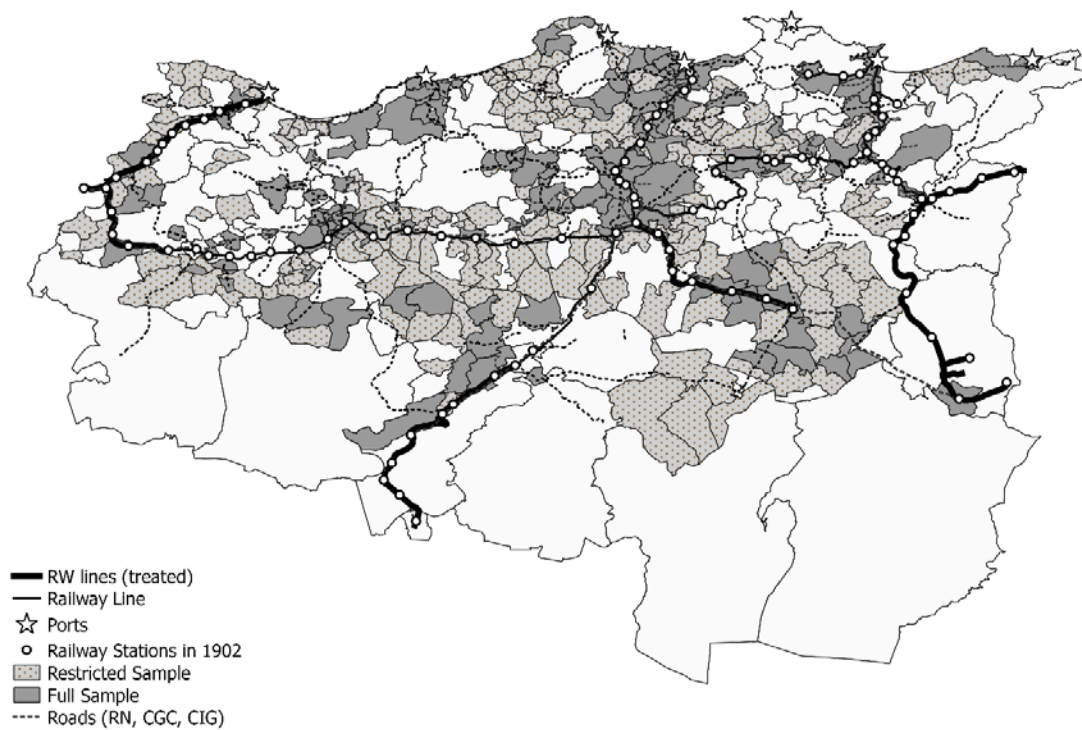 RW lines (treated)
Railway Line
Ports
Railway Stations in 1902
Restricted Sample
Full Sample
Roads (RN, CGC, CIG)